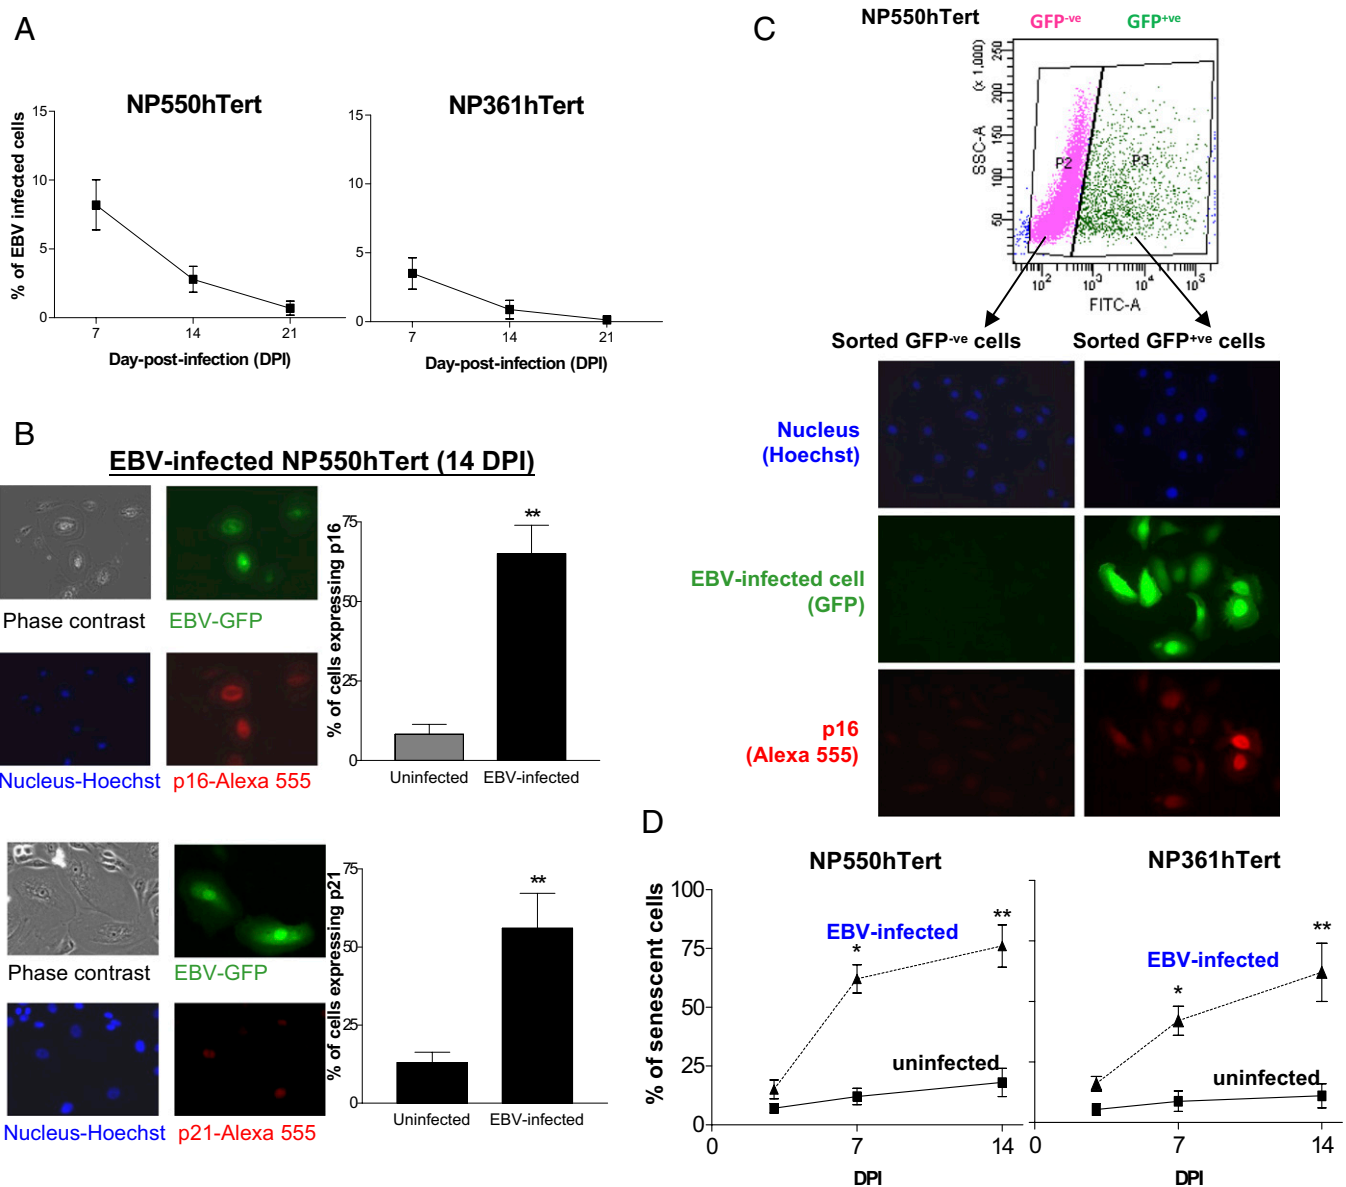 A
NP550hTert
NP361hTert
% of EBV infected cells
15
10
5
0
7
14
21
Day-post-infection (DPI)
15
10
5
0
7
14
21
Day-post-infection (DPI)
B
EBV-infected NP550hTert (14 DPI)
Phase contrast
EBV-GFP
Nucleus-Hoechst
p16-Alexa 555
% of cells expressing p16
75
50
25
0
Uninfected
EBV-infected
**
Phase contrast
EBV-GFP
Nucleus-Hoechst
p21-Alexa 555
% of cells expressing p21
75
50
25
0
Uninfected
EBV-infected
**
C
NP550hTert
GFP-ve
GFP+ve
SSC-A
(x 1,000)
250
200
150
100
50
P2
P3
10²
10³
10⁴
10⁵
FITC-A
Sorted GFP-ve cells
Sorted GFP+ve cells
Nucleus
(Hoechst)
EBV-infected cell
(GFP)
p16
(Alexa 555)
D
NP550hTert
NP361hTert
% of senescent cells
100
75
50
25
0
EBV-infected
*
**
uninfected
0
7
14
DPI
EBV-infected
*
**
uninfected
0
7
14
DPI